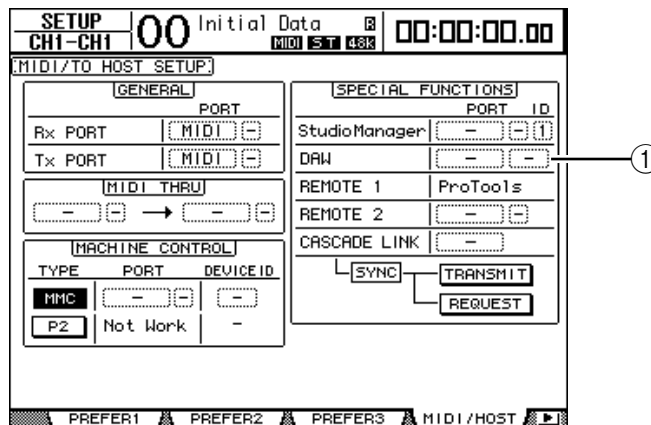 SETUP
CH1-CH1
00
Initial Data R
MIDI ST 48K
00:00:00.00
MIDI/TO HOST SETUP
GENERAL
PORT
Rx PORT MIDI -
Tx PORT MIDI -
MIDI THRU
- - → - -
MACHINE CONTROL
TYPE PORT DEVICE ID
MMC - - -
P2 Not Work -
SPECIAL FUNCTIONS
PORT ID
StudioManager - - 1
DAW - -
REMOTE 1 ProTools
REMOTE 2 - -
CASCADE LINK -
SYNC TRANSMIT
REQUEST
1
PREFER1 PREFER2 PREFER3 MIDI/HOST